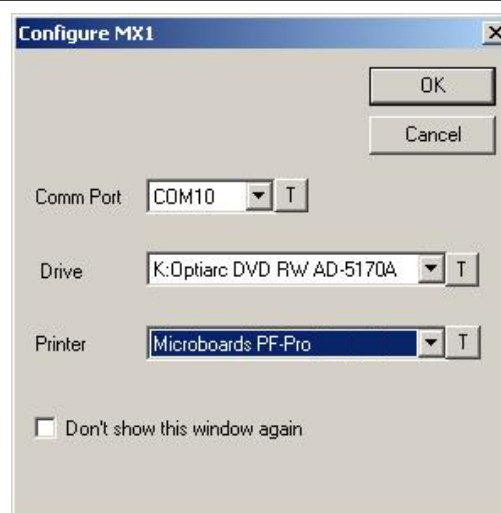 Configure MX1
OK
Cancel
Comm Port COM10 T
Drive K:Optiarc DVD RW AD-5170A T
Printer Microboards PF-Pro T
Don't show this window again